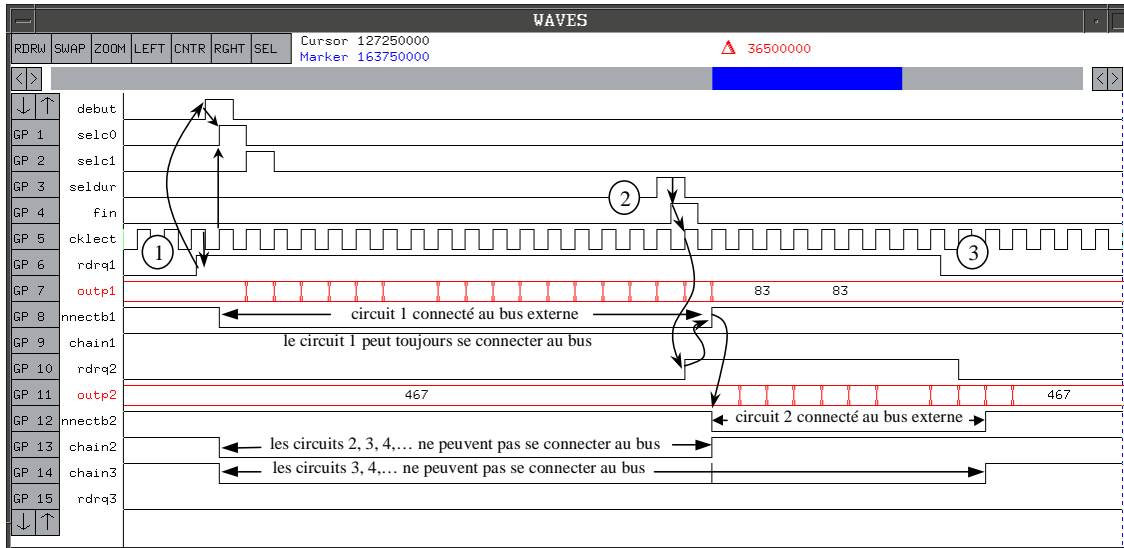 WAVES
RDRW SWAP ZOOM LEFT CNTR RGHT SEL Cursor 127250000 36500000
Marker 163750000
debut
GP 1 selc0
GP 2 selc1
GP 3 seldur 2
GP 4 fin
GP 5 cklect 1 3
GP 6 rdrq1
GP 7 outp1 83 83
GP 8 nnectb1 circuit 1 connecté au bus externe
GP 9 chain1 le circuit 1 peut toujours se connecter au bus
GP 10 rdrq2
GP 11 outp2 467 467
GP 12 nnectb2 circuit 2 connecté au bus externe
GP 13 chain2 les circuits 2, 3, 4,… ne peuvent pas se connecter au bus
GP 14 chain3 les circuits 3, 4,… ne peuvent pas se connecter au bus
GP 15 rdrq3